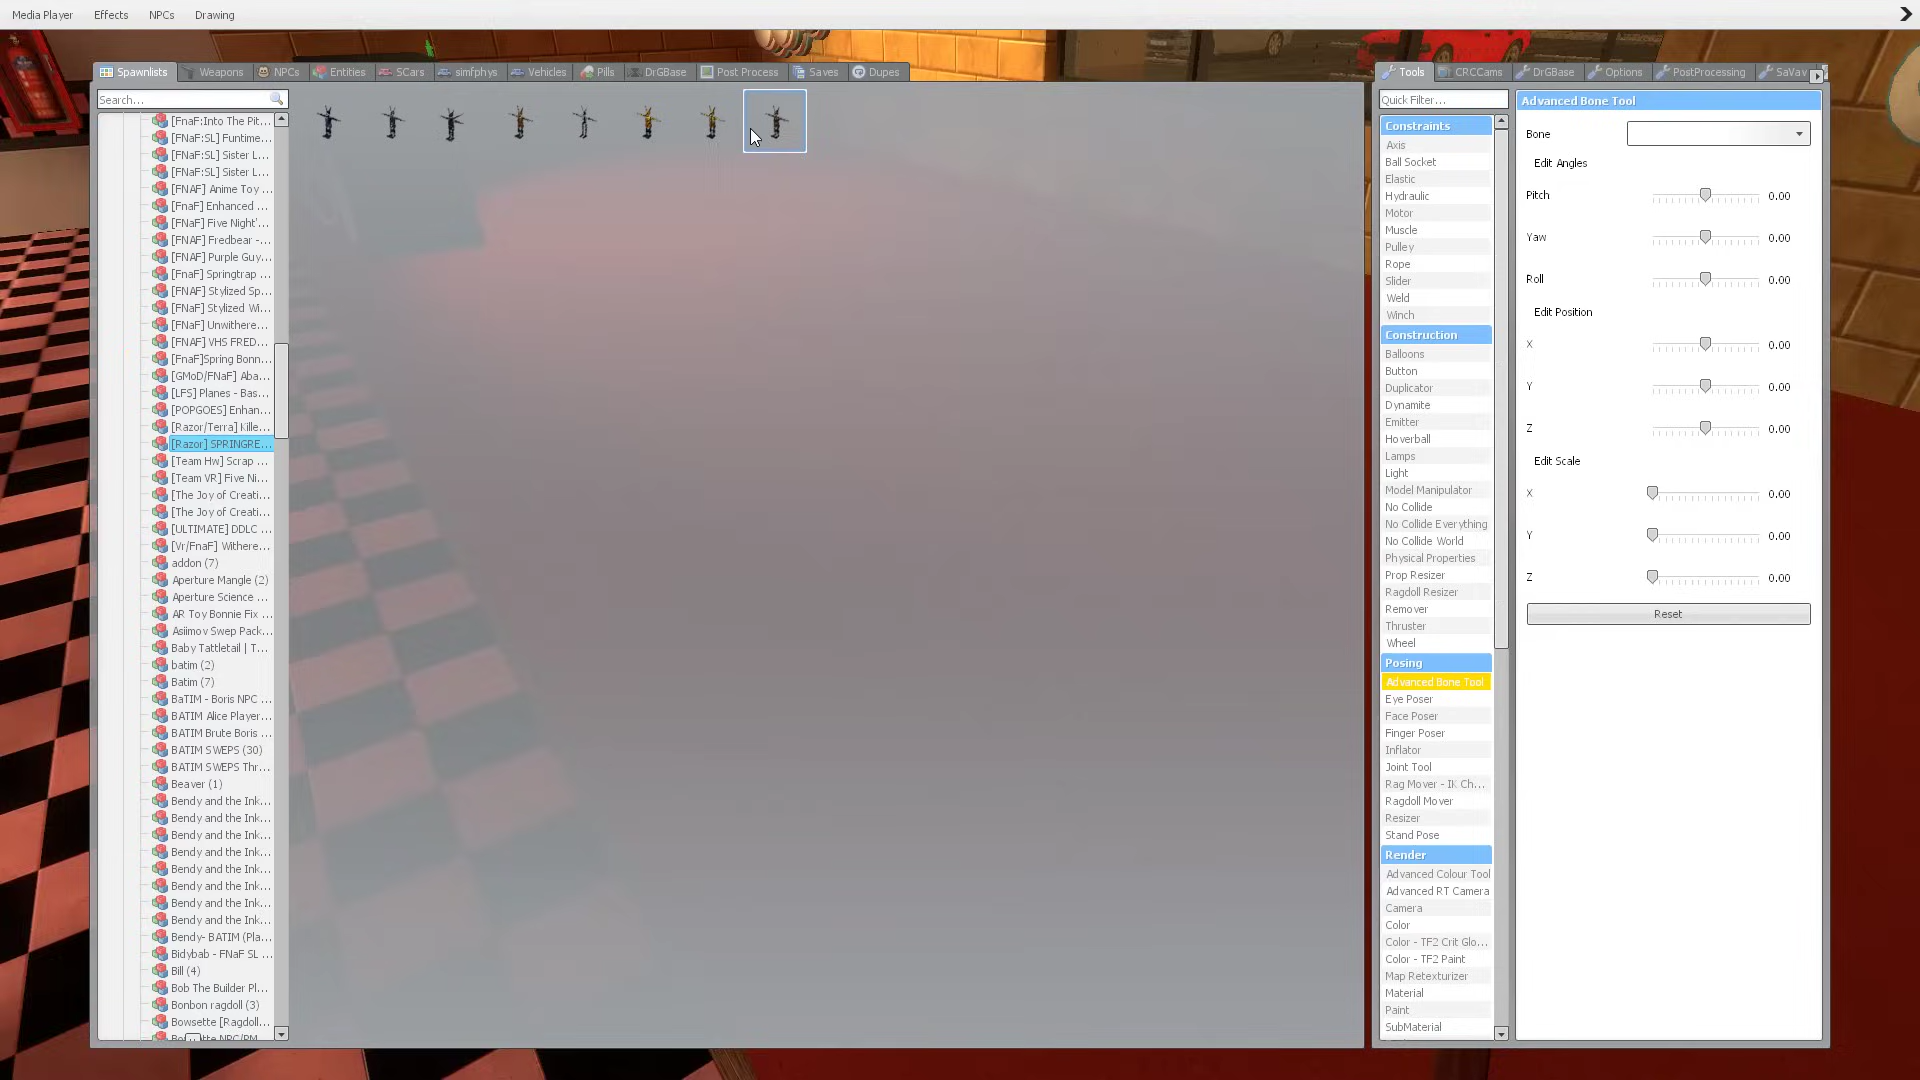 Media Player Effects NPCs Drawing
Spawnlists Weapons NPCs Entities SCars simfphys Vehicles Pills DrGBase Post Process Saves Dupes
Search...
[FnaF:Into The Pit...
[FnaF:SL] Funtime...
[FNaF:SL] Sister L...
[FNaF:SL] Sister L...
[FNAF] Anime Toy ...
[FnaF] Enhanced ...
[FNaF] Five Night'...
[FNAF] Fredbear -...
[FNAF] Purple Guy...
[FnaF] Springtrap ...
[FNAF] Stylized Sp...
[FNaF] Stylized Wi...
[FNaF] Unwithere...
[FNAF] VHS FRED...
[FnaF]Spring Bonn...
[GMoD/FNaF] Aba...
[LFS] Planes - Bas...
[POPGOES] Enhan...
[Razor/Terra] Kille...
[Razor] SPRINGRE...
[Team Hw] Scrap ...
[Team VR] Five Ni...
[The Joy of Creati...
[The Joy of Creati...
[ULTIMATE] DDLC ...
[Vr/FnaF] Withere...
addon (7)
Aperture Mangle (2)
Aperture Science ...
AR Toy Bonnie Fix ...
Asiimov Swep Pack...
Baby Tattletail | T...
batim (2)
Batim (7)
BaTIM - Boris NPC ...
BATIM Alice Player...
BATIM Brute Boris ...
BATIM SWEPS (30)
BATIM SWEPS Thr...
Beaver (1)
Bendy and the Ink...
Bendy and the Ink...
Bendy and the Ink...
Bendy and the Ink...
Bendy and the Ink...
Bendy and the Ink...
Bendy and the Ink...
Bendy and the Ink...
Bendy- BATIM (Pla...
Bidybab - FNaF SL ...
Bill (4)
Bob The Builder Pl...
Bonbon ragdoll (3)
Bowsette [Ragdoll...
Tools CRCCams DrGBase Options PostProcessing SaVav
Quick Filter...
Constraints
Axis
Ball Socket
Elastic
Hydraulic
Motor
Muscle
Pulley
Rope
Slider
Weld
Winch
Construction
Balloons
Button
Duplicator
Dynamite
Emitter
Hoverball
Lamps
Light
Model Manipulator
No Collide
No Collide Everything
No Collide World
Physical Properties
Prop Resizer
Ragdoll Resizer
Remover
Thruster
Wheel
Posing
Advanced Bone Tool
Eye Poser
Face Poser
Finger Poser
Inflator
Joint Tool
Rag Mover - IK Ch...
Ragdoll Mover
Resizer
Stand Pose
Render
Advanced Colour Tool
Advanced RT Camera
Camera
Color
Color - TF2 Crit Glo...
Color - TF2 Paint
Map Retexturizer
Material
Paint
SubMaterial
Advanced Bone Tool
Bone
Edit Angles
Pitch 0.00
Yaw 0.00
Roll 0.00
Edit Position
X 0.00
Y 0.00
Z 0.00
Edit Scale
X 0.00
Y 0.00
Z 0.00
Reset